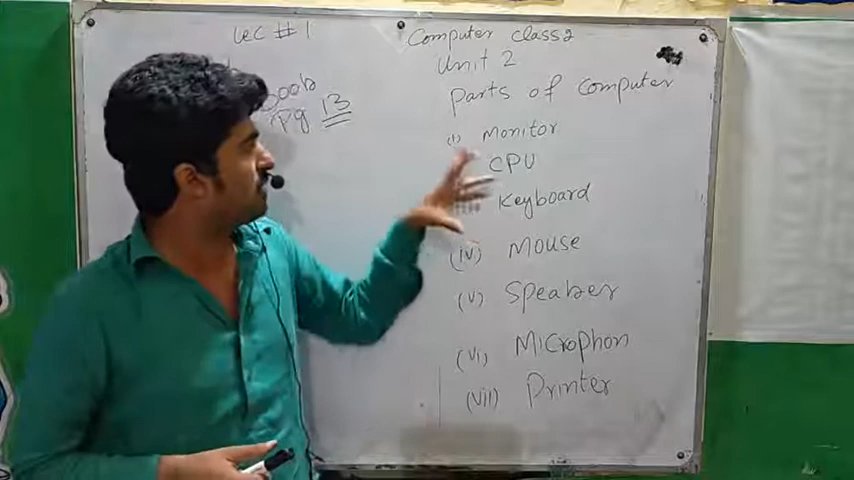 Lec # 1
Computer Class 2
Unit 2
Pg 13
Parts of Computer
(i) Monitor
CPU
Keyboard
(iv) Mouse
(v) Speaker
(vi) Microphon
(vii) Printer